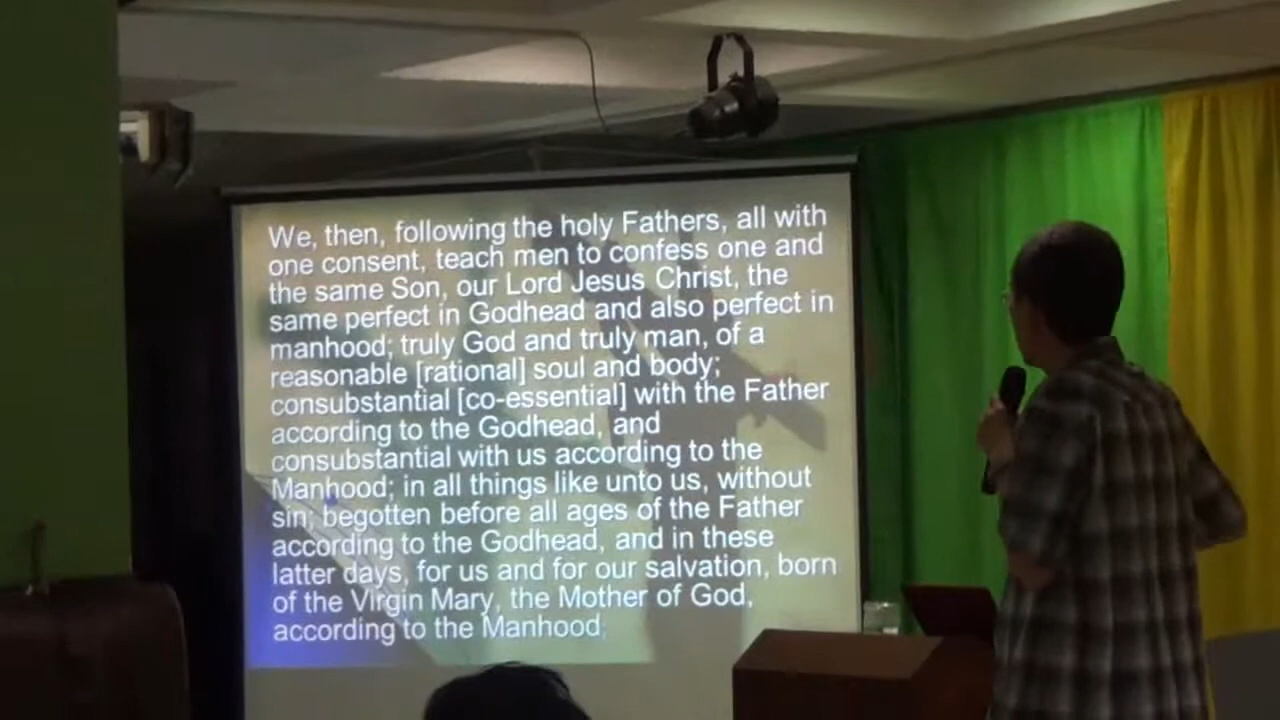 We, then, following the holy Fathers, all with
one consent, teach men to confess one and
the same Son, our Lord Jesus Christ, the
same perfect in Godhead and also perfect in
manhood; truly God and truly man, of a
reasonable [rational] soul and body;
consubstantial [co-essential] with the Father
according to the Godhead, and
consubstantial with us according to the
Manhood; in all things like unto us, without
sin; begotten before all ages of the Father
according to the Godhead, and in these
latter days, for us and for our salvation, born
of the Virgin Mary, the Mother of God,
according to the Manhood;